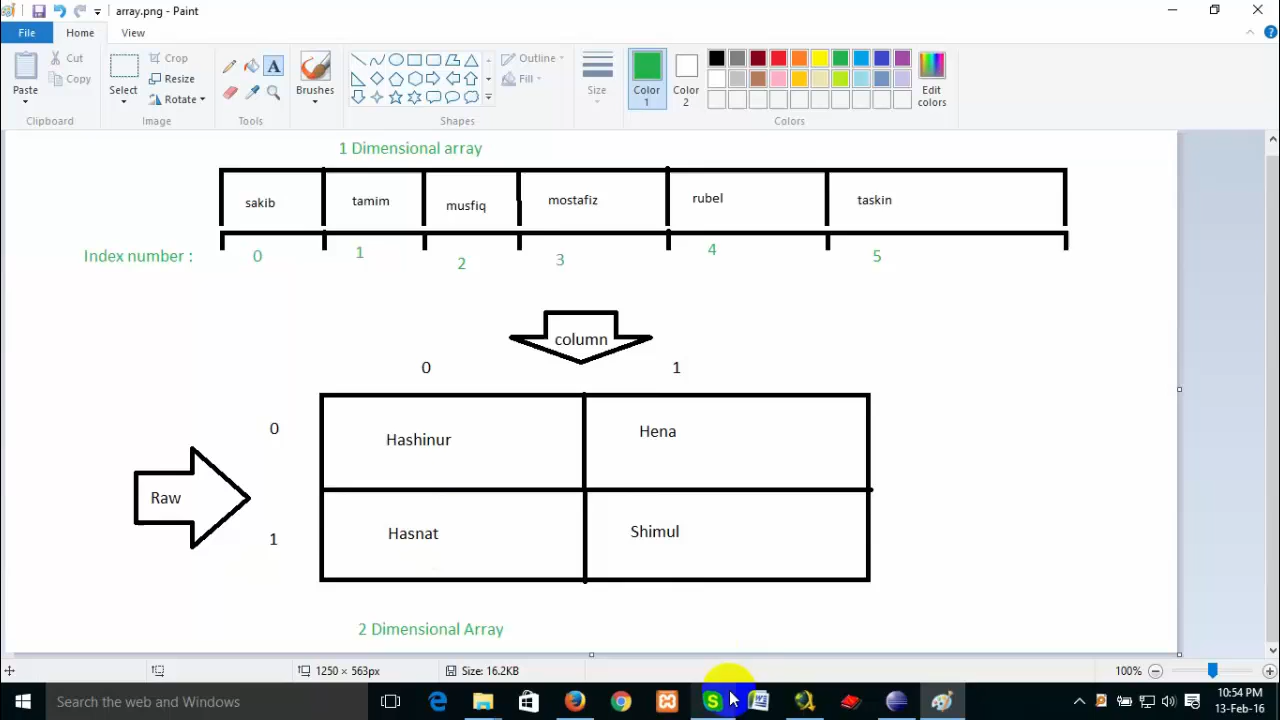 array.png - Paint
File Home View
Cut
Copy
Paste
Clipboard
Crop
Resize
Rotate
Select
Image
A
Tools
Brushes
Outline
Fill
Shapes
Size
Color 1
Color 2
Edit colors
Colors
1 Dimensional array
sakib tamim musfiq mostafiz rubel taskin
Index number : 0 1 2 3 4 5
column
0 1
0 Hashinur Hena
Raw
1 Hasnat Shimul
2 Dimensional Array
1250 × 563px Size: 16.2KB 100%
Search the web and Windows
10:54 PM
13-Feb-16